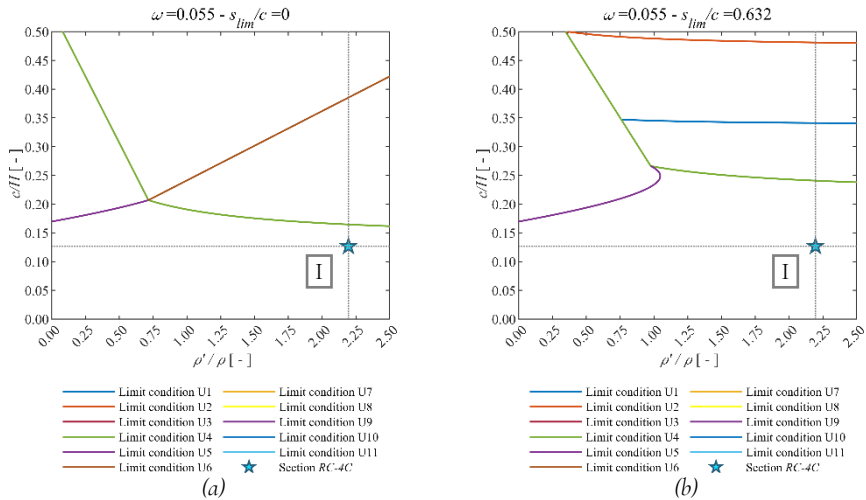 ω=0.055 - s_lim/c=0
0.50
0.45
0.40
0.35
0.30
0.25
0.20
0.15
0.10
0.05
0.00
c/H [ - ]
I
0.00 0.25 0.50 0.75 1.00 1.25 1.50 1.75 2.00 2.25 2.50
ρ' / ρ [ - ]
Limit condition U1 Limit condition U7
Limit condition U2 Limit condition U8
Limit condition U3 Limit condition U9
Limit condition U4 Limit condition U10
Limit condition U5 Limit condition U11
Limit condition U6 Section RC-4C
(a)
ω=0.055 - s_lim/c=0.632
0.50
0.45
0.40
0.35
0.30
0.25
0.20
0.15
0.10
0.05
0.00
c/H [ - ]
I
0.00 0.25 0.50 0.75 1.00 1.25 1.50 1.75 2.00 2.25 2.50
ρ' / ρ [ - ]
Limit condition U1 Limit condition U7
Limit condition U2 Limit condition U8
Limit condition U3 Limit condition U9
Limit condition U4 Limit condition U10
Limit condition U5 Limit condition U11
Limit condition U6 Section RC-4C
(b)